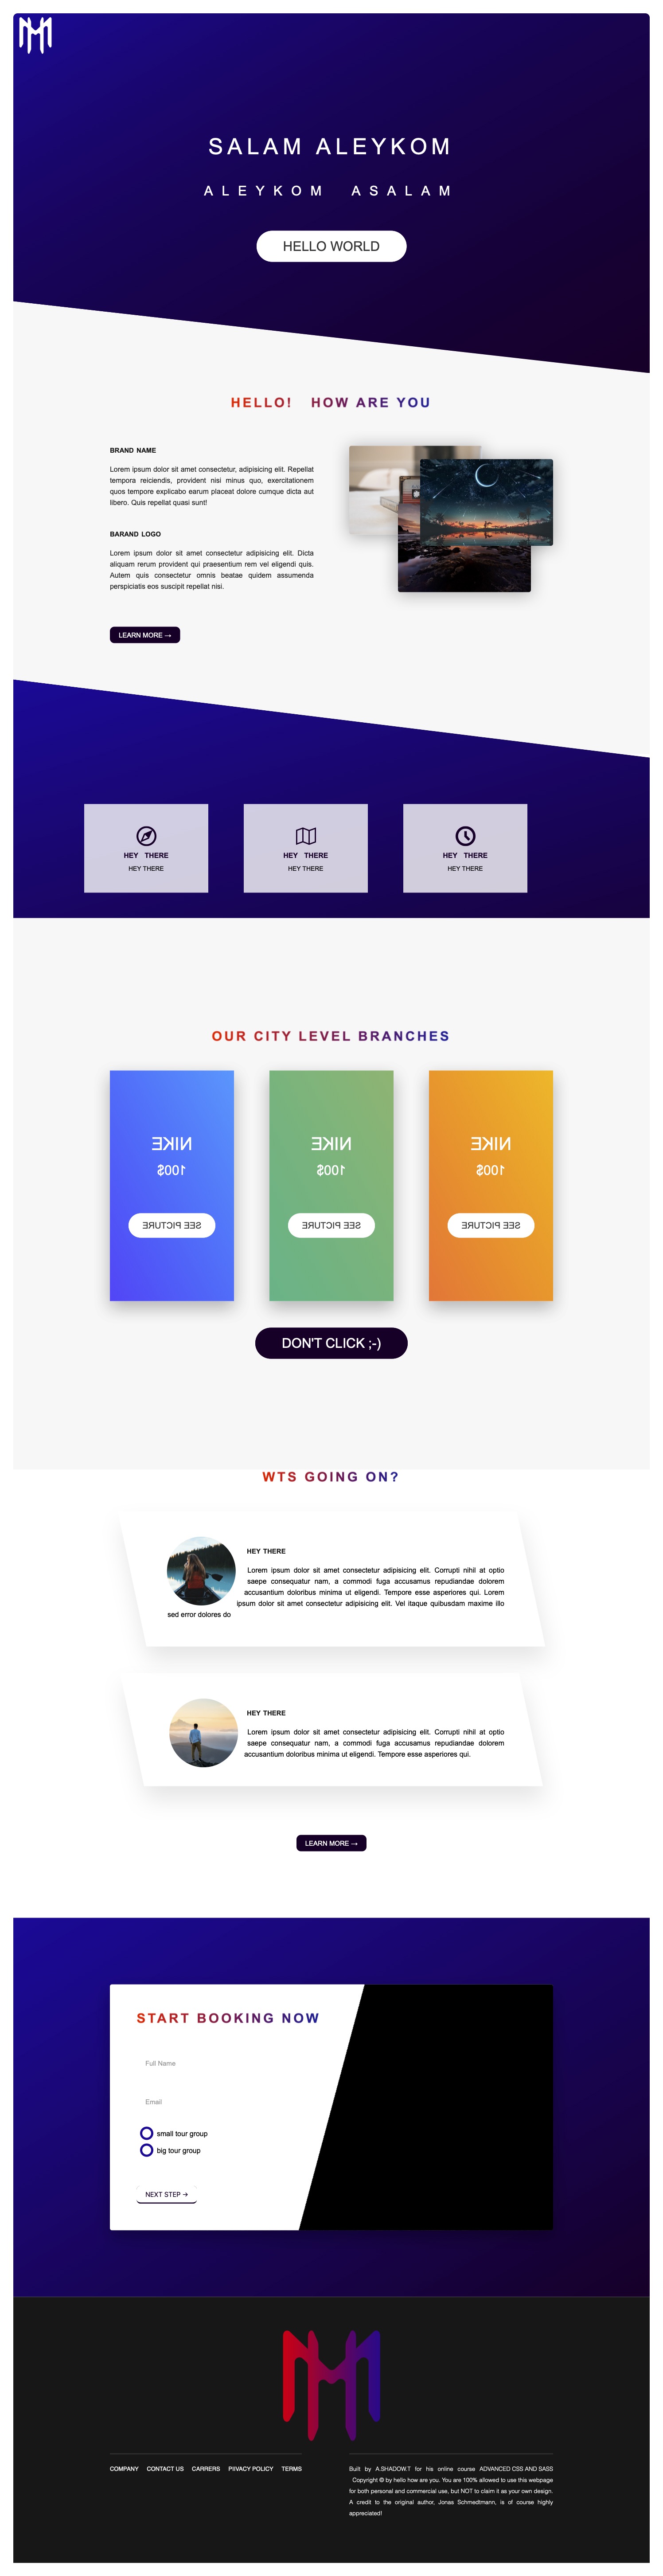 SALAM ALEYKOM
ALEYKOM ASALAM
HELLO WORLD
HELLO! HOW ARE YOU
BRAND NAME
Lorem ipsum dolor sit amet consectetur, adipisicing elit. Repellat
tempora reiciendis, provident nisi minus quo, exercitationem
quos tempore explicabo earum placeat dolore cumque dicta aut
libero. Quis repellat quasi sunt!
BARAND LOGO
Lorem ipsum dolor sit amet consectetur adipisicing elit. Dicta
aliquam rerum provident qui praesentium rem vel eligendi quis.
Autem quis consectetur omnis beatae quidem assumenda
perspiciatis eos suscipit repellat nisi.
LEARN MORE →
HEY THERE
HEY THERE
HEY THERE
HEY THERE
HEY THERE
HEY THERE
OUR CITY LEVEL BRANCHES
NIKE
100$
SEE PICTURE
NIKE
100$
SEE PICTURE
NIKE
100$
SEE PICTURE
DON'T CLICK ;-)
WTS GOING ON?
HEY THERE
Lorem ipsum dolor sit amet consectetur adipisicing elit. Corrupti nihil at optio
saepe consequatur nam, a commodi fuga accusamus repudiandae dolorem
accusantium doloribus minima ut eligendi. Tempore esse asperiores qui. Lorem
ipsum dolor sit amet consectetur adipisicing elit. Vel itaque quibusdam maxime illo
sed error dolores do
HEY THERE
Lorem ipsum dolor sit amet consectetur adipisicing elit. Corrupti nihil at optio
saepe consequatur nam, a commodi fuga accusamus repudiandae dolorem
accusantium doloribus minima ut eligendi. Tempore esse asperiores qui.
LEARN MORE →
START BOOKING NOW
Full Name
Email
small tour group
big tour group
NEXT STEP →
COMPANY CONTACT US CARRERS PIIVACY POLICY TERMS
Built by A.SHADOW.T for his online course ADVANCED CSS AND SASS
Copyright © by hello how are you. You are 100% allowed to use this webpage
for both personal and commercial use, but NOT to claim it as your own design.
A credit to the original author, Jonas Schmedtmann, is of course highly
appreciated!